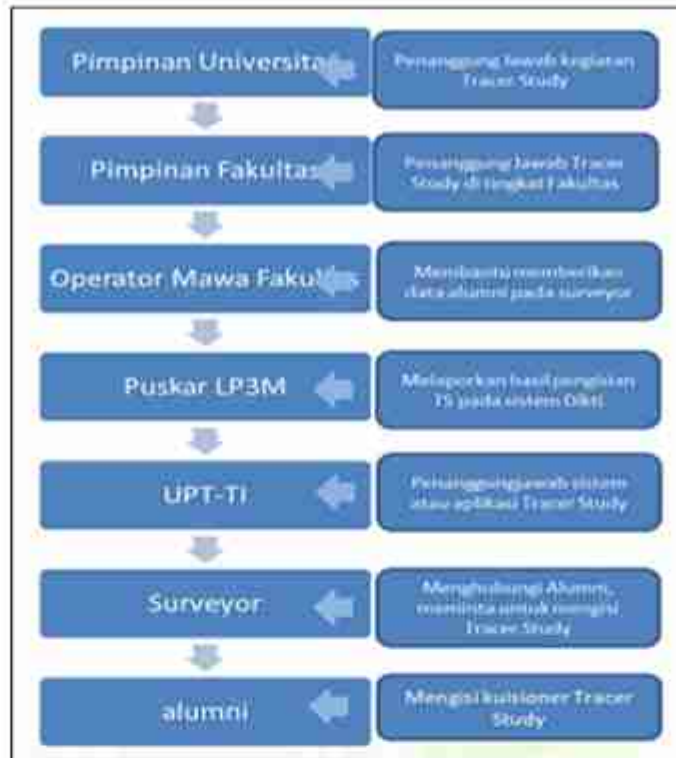 Pimpinan Universita
Penanggung Jawab kegiatan
Tracer Study
Pimpinan Fakultas
Penanggung Jawab Tracer
Study di tingkat Fakultas
Operator Mawa Fakultas
Membantu memberikan
data alumni pada surveyor
Puskar LP3M
Melaporkan hasil pengisian
TS pada sistem Dikti
UPT-TI
Penanggungjawab sistem
atau aplikasi Tracer Study
Surveyor
Menghubungi Alumni,
meminta untuk mengisi
Tracer Study
alumni
Mengisi kuisioner Tracer
Study